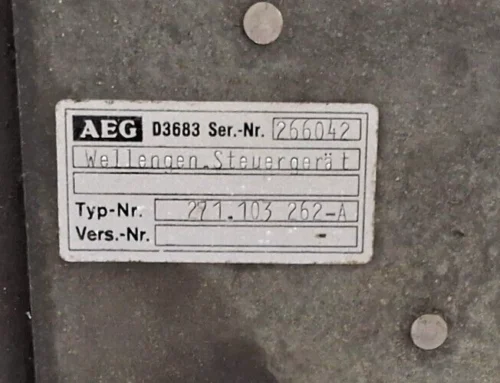 AEG D3683 Ser.-Nr. 266042
Wellengen.Steuergerät
Typ-Nr. 271.103 262-A
Vers.-Nr. -